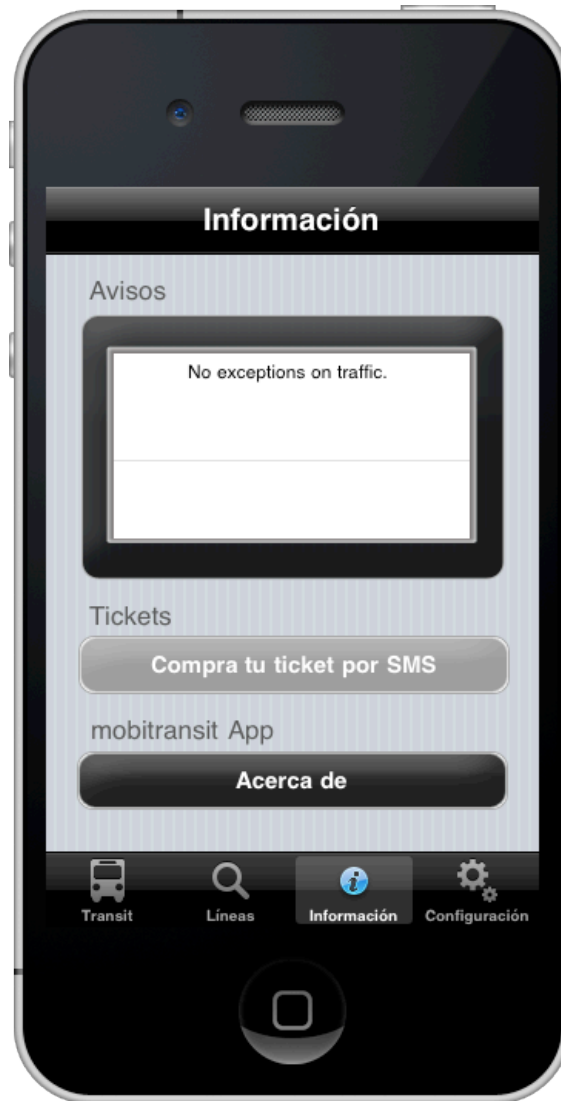 Información
Avisos
No exceptions on traffic.
Tickets
Compra tu ticket por SMS
mobitransit App
Acerca de
Transit
Líneas
Información
Configuración